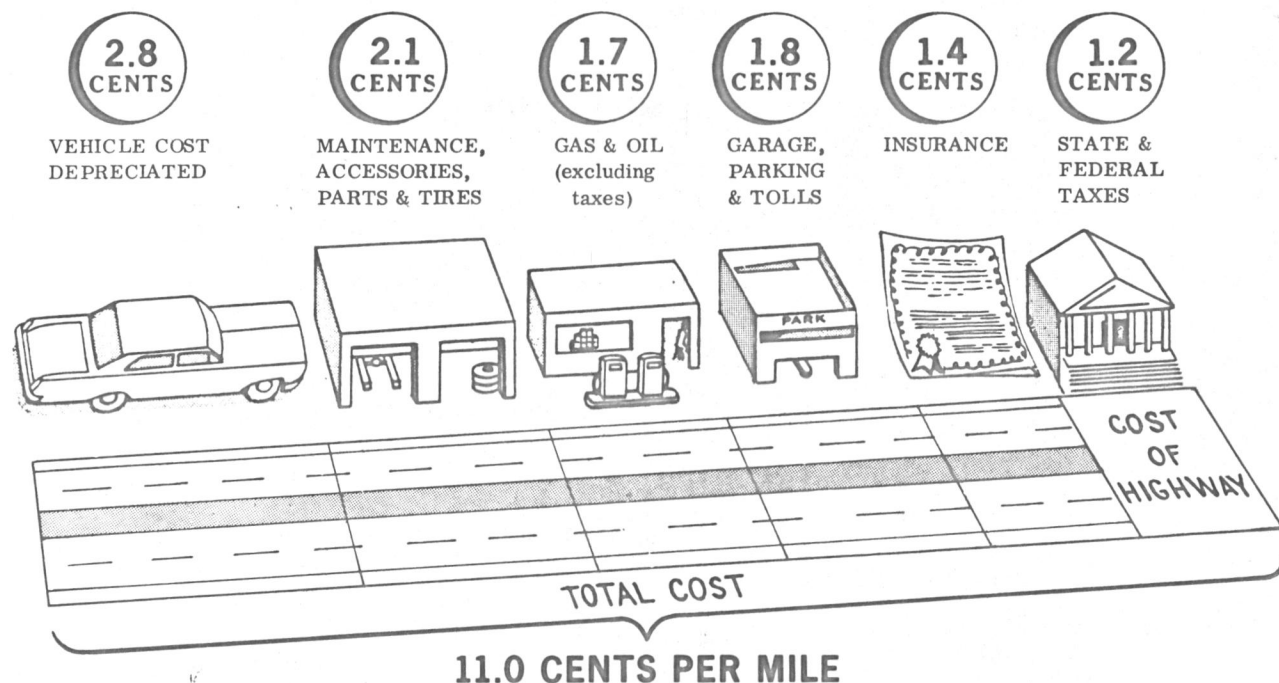 2.8
CENTS
VEHICLE COST
DEPRECIATED
2.1
CENTS
MAINTENANCE,
ACCESSORIES,
PARTS & TIRES
1.7
CENTS
GAS & OIL
(excluding
taxes)
1.8
CENTS
GARAGE,
PARKING
& TOLLS
1.4
CENTS
INSURANCE
1.2
CENTS
STATE &
FEDERAL
TAXES
PARK
COST
OF
HIGHWAY
TOTAL COST
11.0 CENTS PER MILE